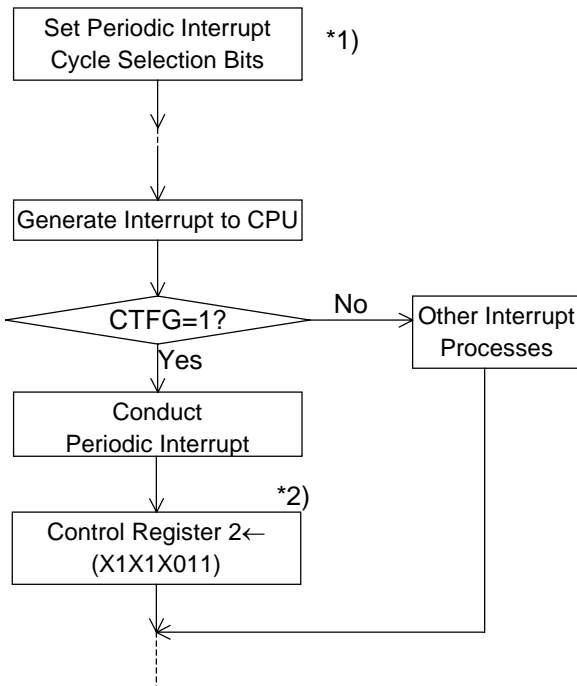 Set Periodic Interrupt
Cycle Selection Bits
*1)
Generate Interrupt to CPU
CTFG=1?
No
Other Interrupt
Processes
Yes
Conduct
Periodic Interrupt
*2)
Control Register 2←
(X1X1X011)